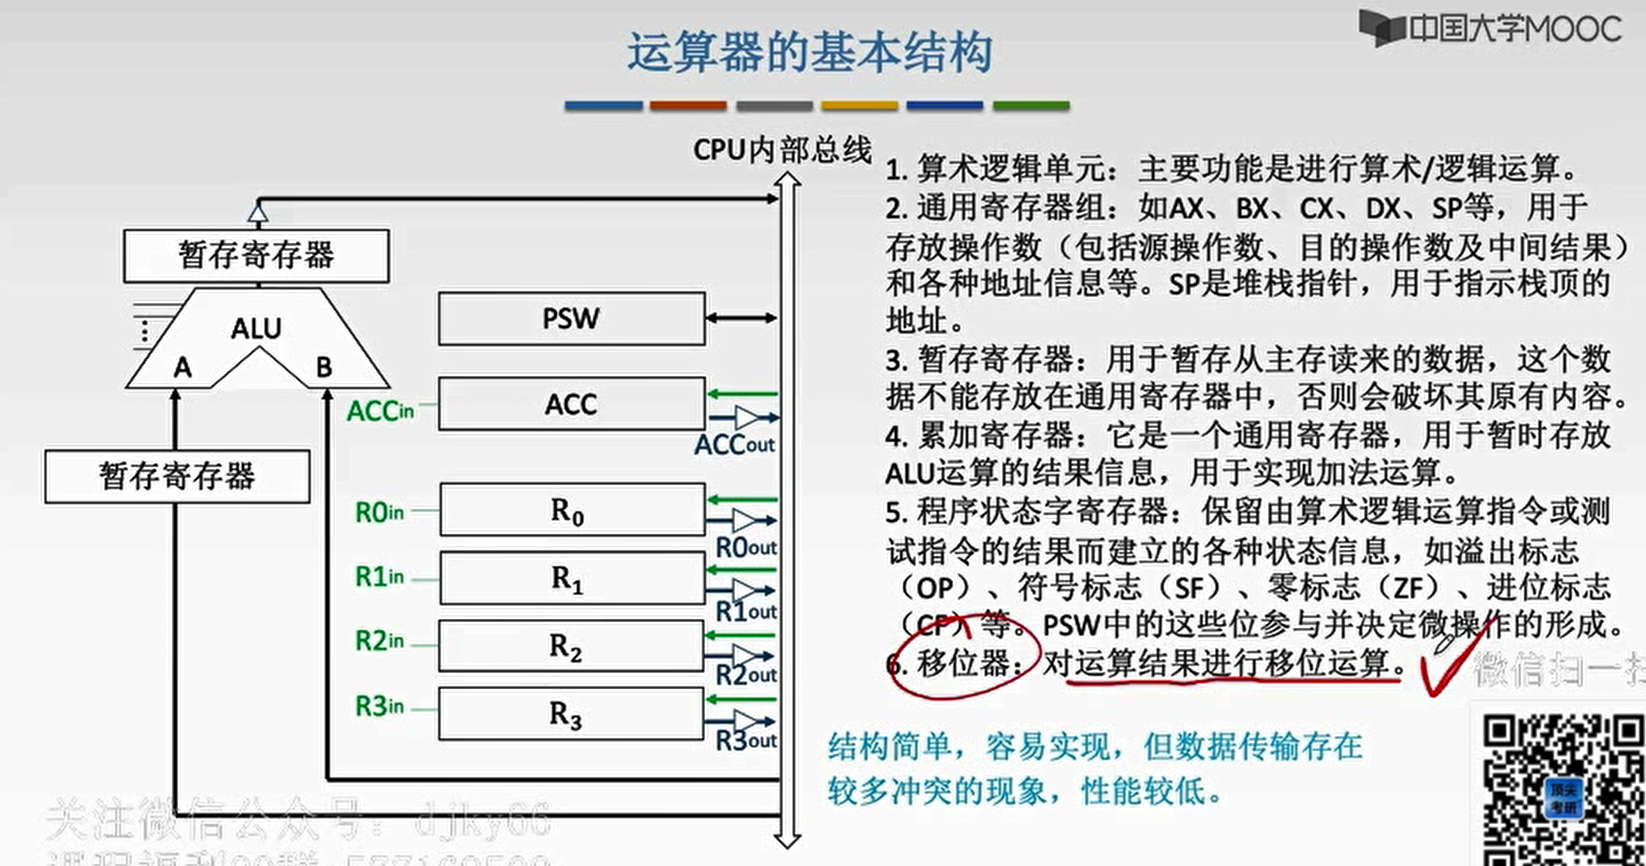 中国大学MOOC
运算器的基本结构
CPU内部总线
暂存寄存器
ALU
A
B
暂存寄存器
PSW
ACCin
ACC
ACCout
R0in
R₀
R0out
R1in
R₁
R1out
R2in
R₂
R2out
R3in
R₃
R3out
1. 算术逻辑单元：主要功能是进行算术/逻辑运算。
2. 通用寄存器组：如AX、BX、CX、DX、SP等，用于
存放操作数（包括源操作数、目的操作数及中间结果）
和各种地址信息等。SP是堆栈指针，用于指示栈顶的
地址。
3. 暂存寄存器：用于暂存从主存读来的数据，这个数
据不能存放在通用寄存器中，否则会破坏其原有内容。
4. 累加寄存器：它是一个通用寄存器，用于暂时存放
ALU运算的结果信息，用于实现加法运算。
5. 程序状态字寄存器：保留由算术逻辑运算指令或测
试指令的结果而建立的各种状态信息，如溢出标志
（OP）、符号标志（SF）、零标志（ZF）、进位标志
（CF）等。PSW中的这些位参与并决定微操作的形成。
6. 移位器：对运算结果进行移位运算。
微信扫一扫
结构简单，容易实现，但数据传输存在
较多冲突的现象，性能较低。
顶尖
考研
关注微信公众号：djky66